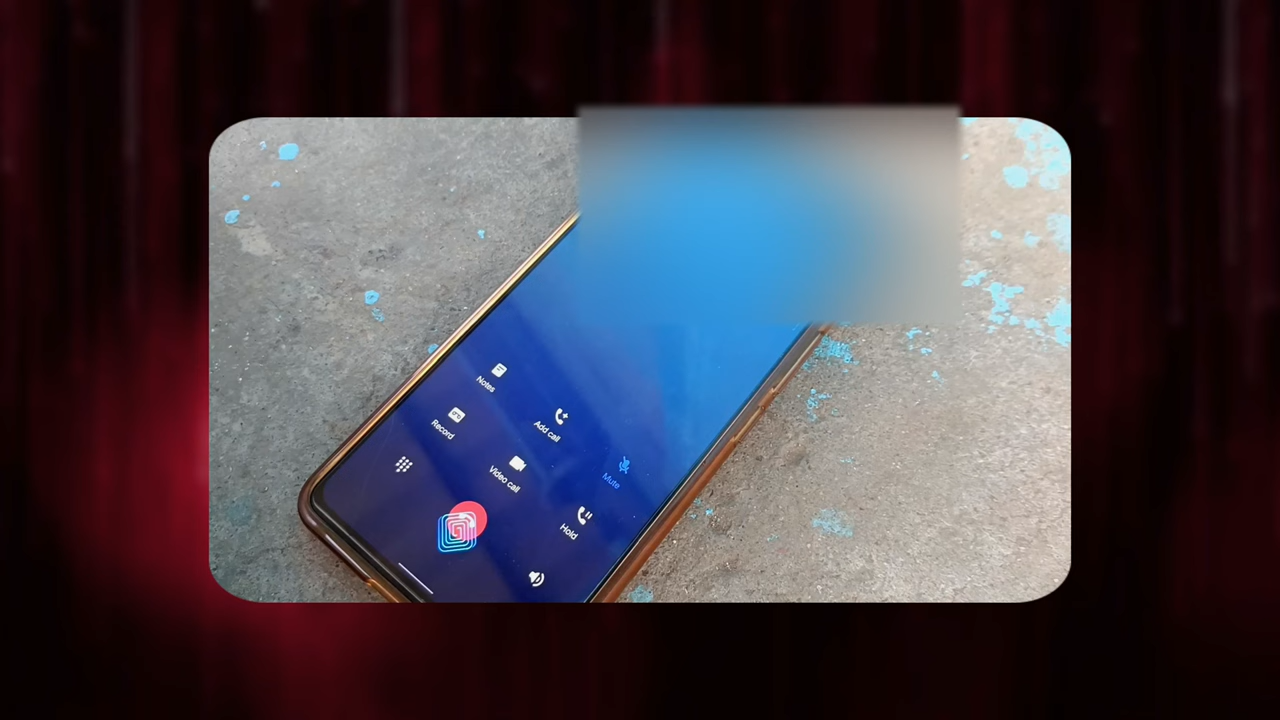 Notes
Add call
Mute
Record
Video call
Hold